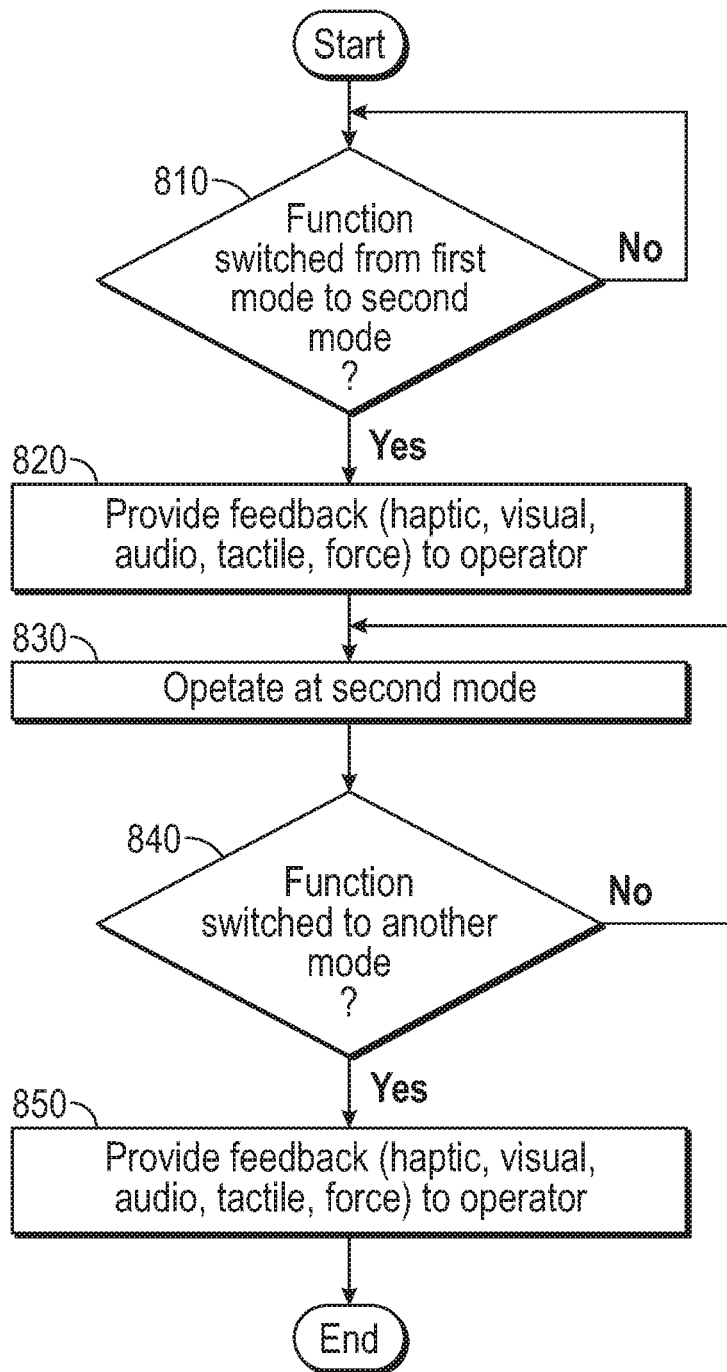 Start
810
Function
switched from first
mode to second
mode
?
No
Yes
820
Provide feedback (haptic, visual,
audio, tactile, force) to operator
830
Opetate at second mode
840
Function
switched to another
mode
?
No
Yes
850
Provide feedback (haptic, visual,
audio, tactile, force) to operator
End